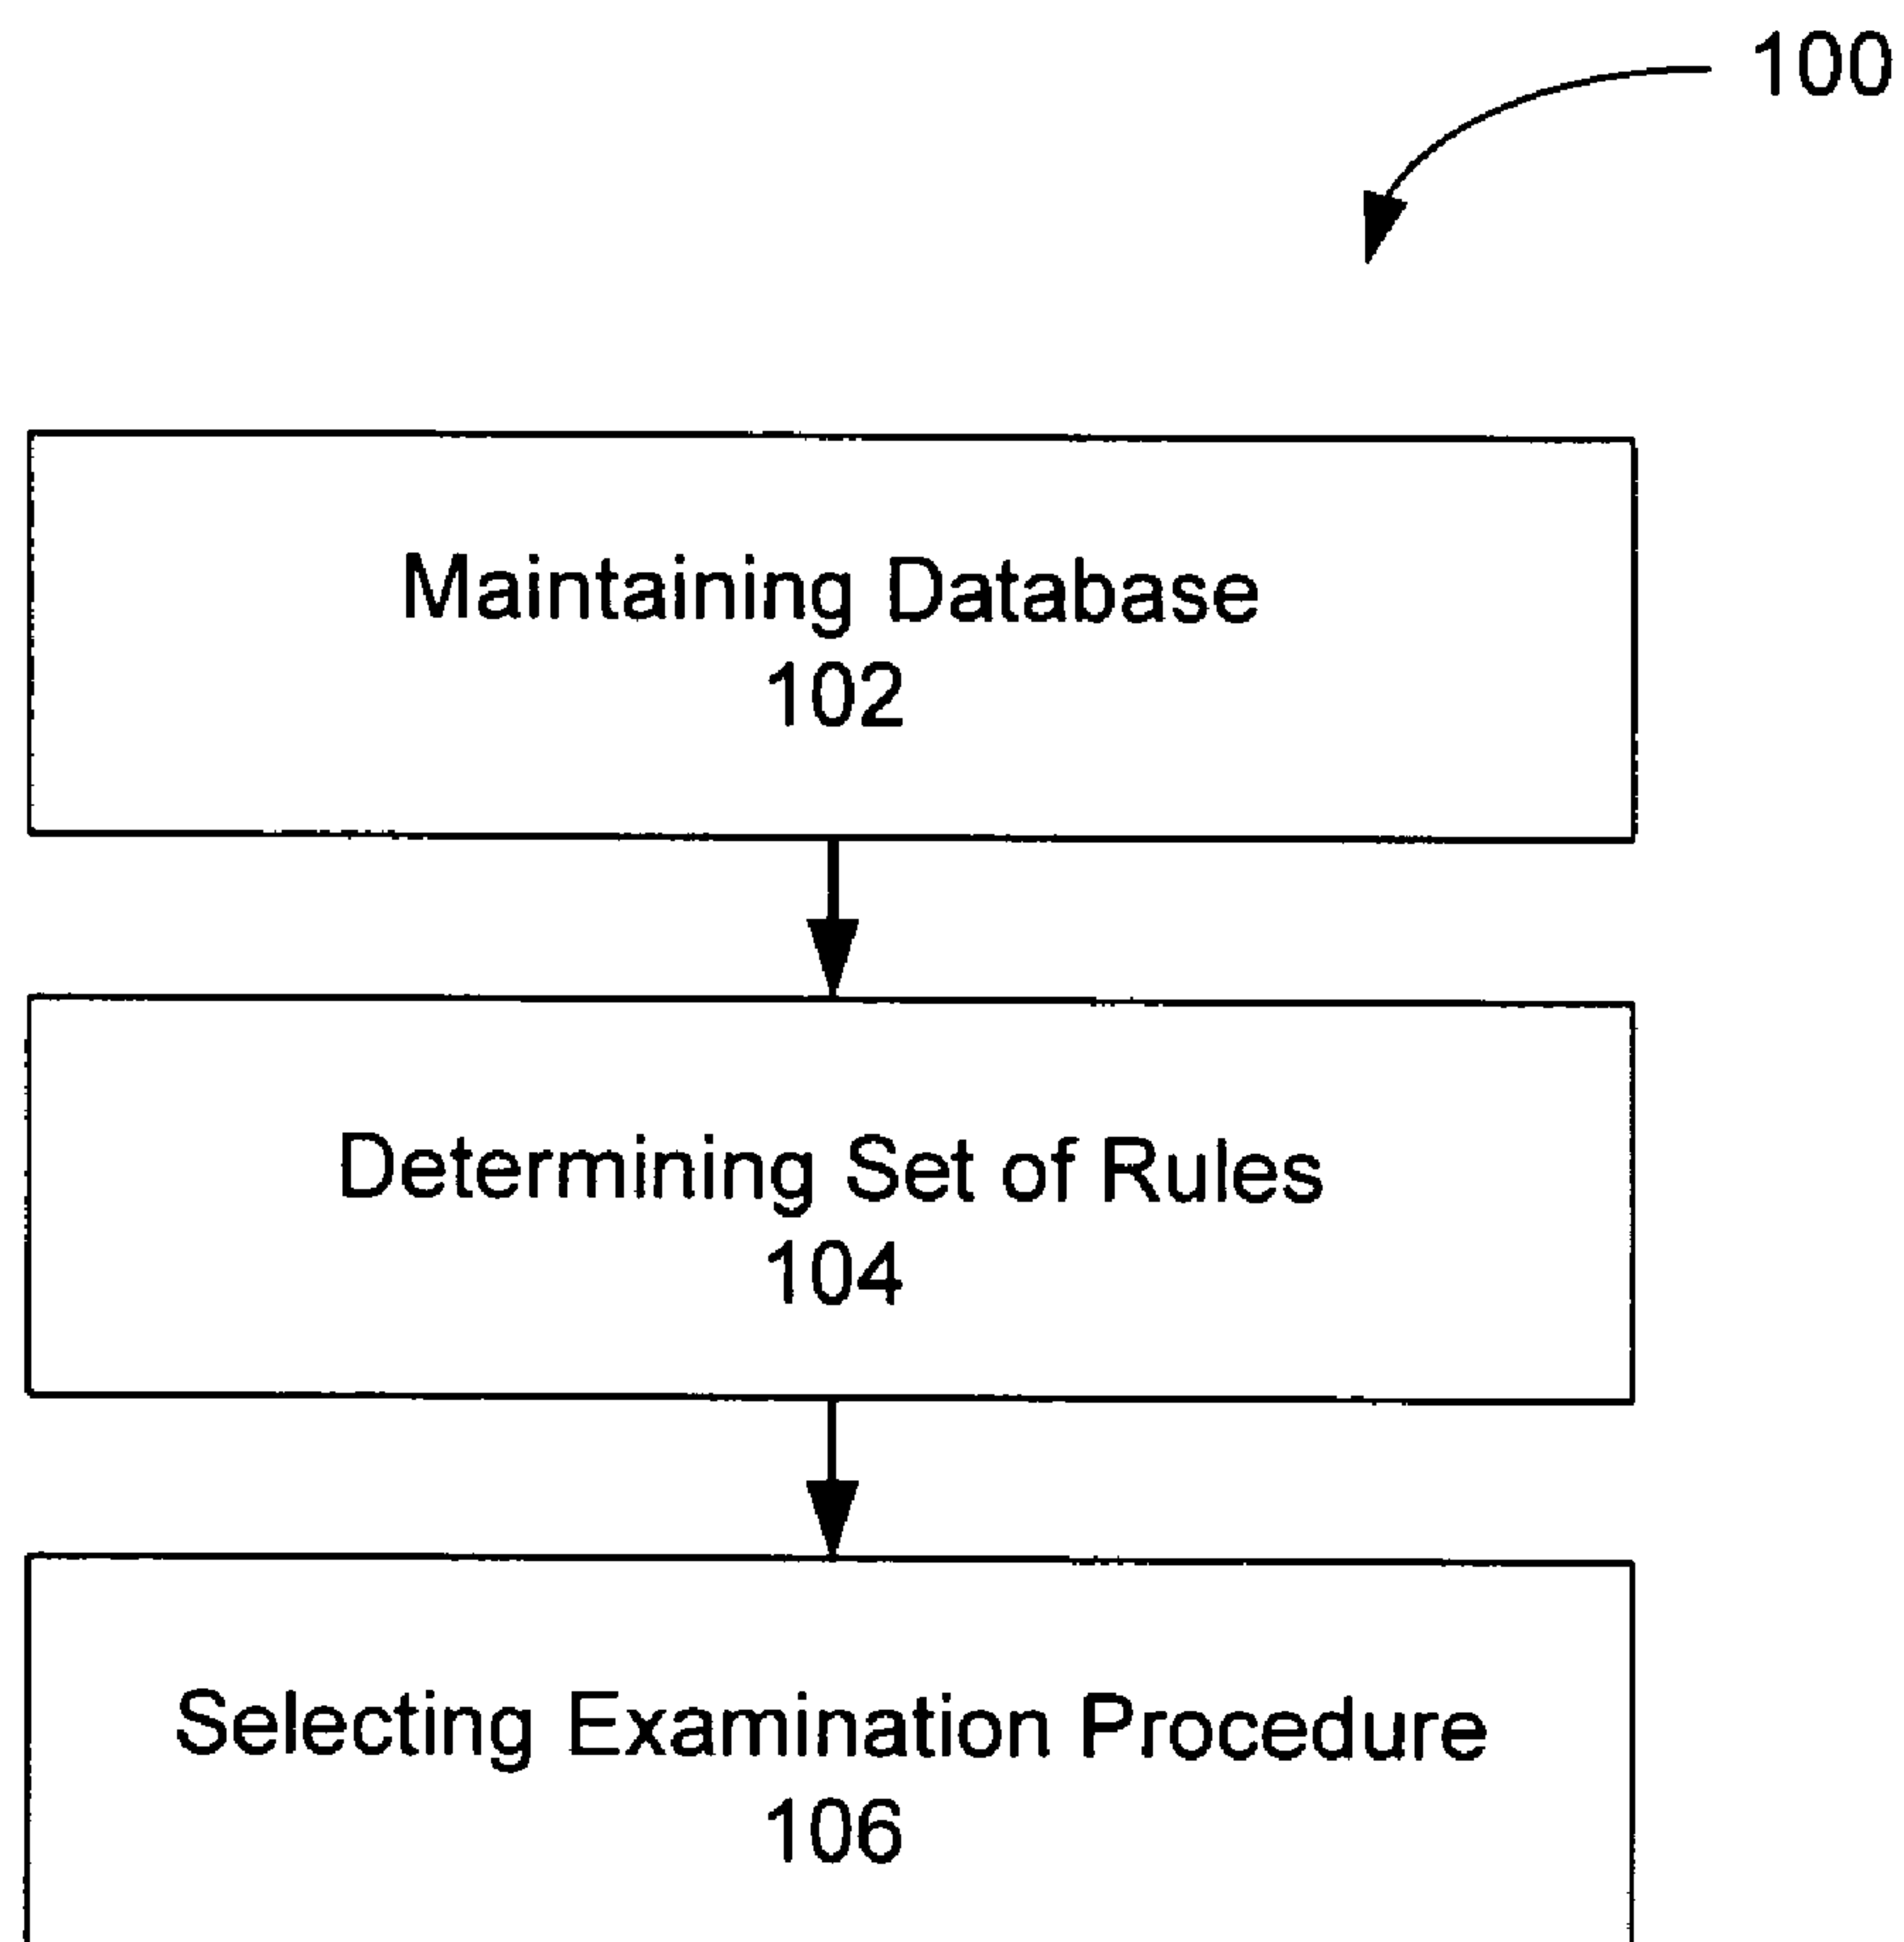 100
Maintaining Database
102
Determining Set of Rules
104
Selecting Examination Procedure
106